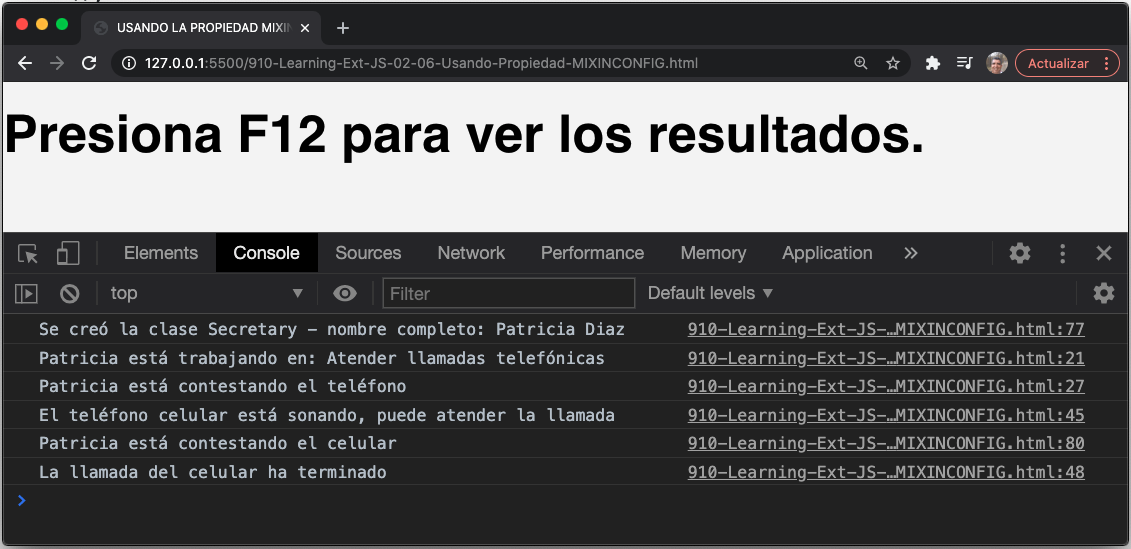 USANDO LA PROPIEDAD MIXIN
127.0.0.1:5500/910-Learning-Ext-JS-02-06-Usando-Propiedad-MIXINCONFIG.html
Actualizar
Presiona F12 para ver los resultados.
Elements Console Sources Network Performance Memory Application
top Filter Default levels
Se creó la clase Secretary - nombre completo: Patricia Diaz 910-Learning-Ext-JS-…MIXINCONFIG.html:77
Patricia está trabajando en: Atender llamadas telefónicas 910-Learning-Ext-JS-…MIXINCONFIG.html:21
Patricia está contestando el teléfono 910-Learning-Ext-JS-…MIXINCONFIG.html:27
El teléfono celular está sonando, puede atender la llamada 910-Learning-Ext-JS-…MIXINCONFIG.html:45
Patricia está contestando el celular 910-Learning-Ext-JS-…MIXINCONFIG.html:80
La llamada del celular ha terminado 910-Learning-Ext-JS-…MIXINCONFIG.html:48